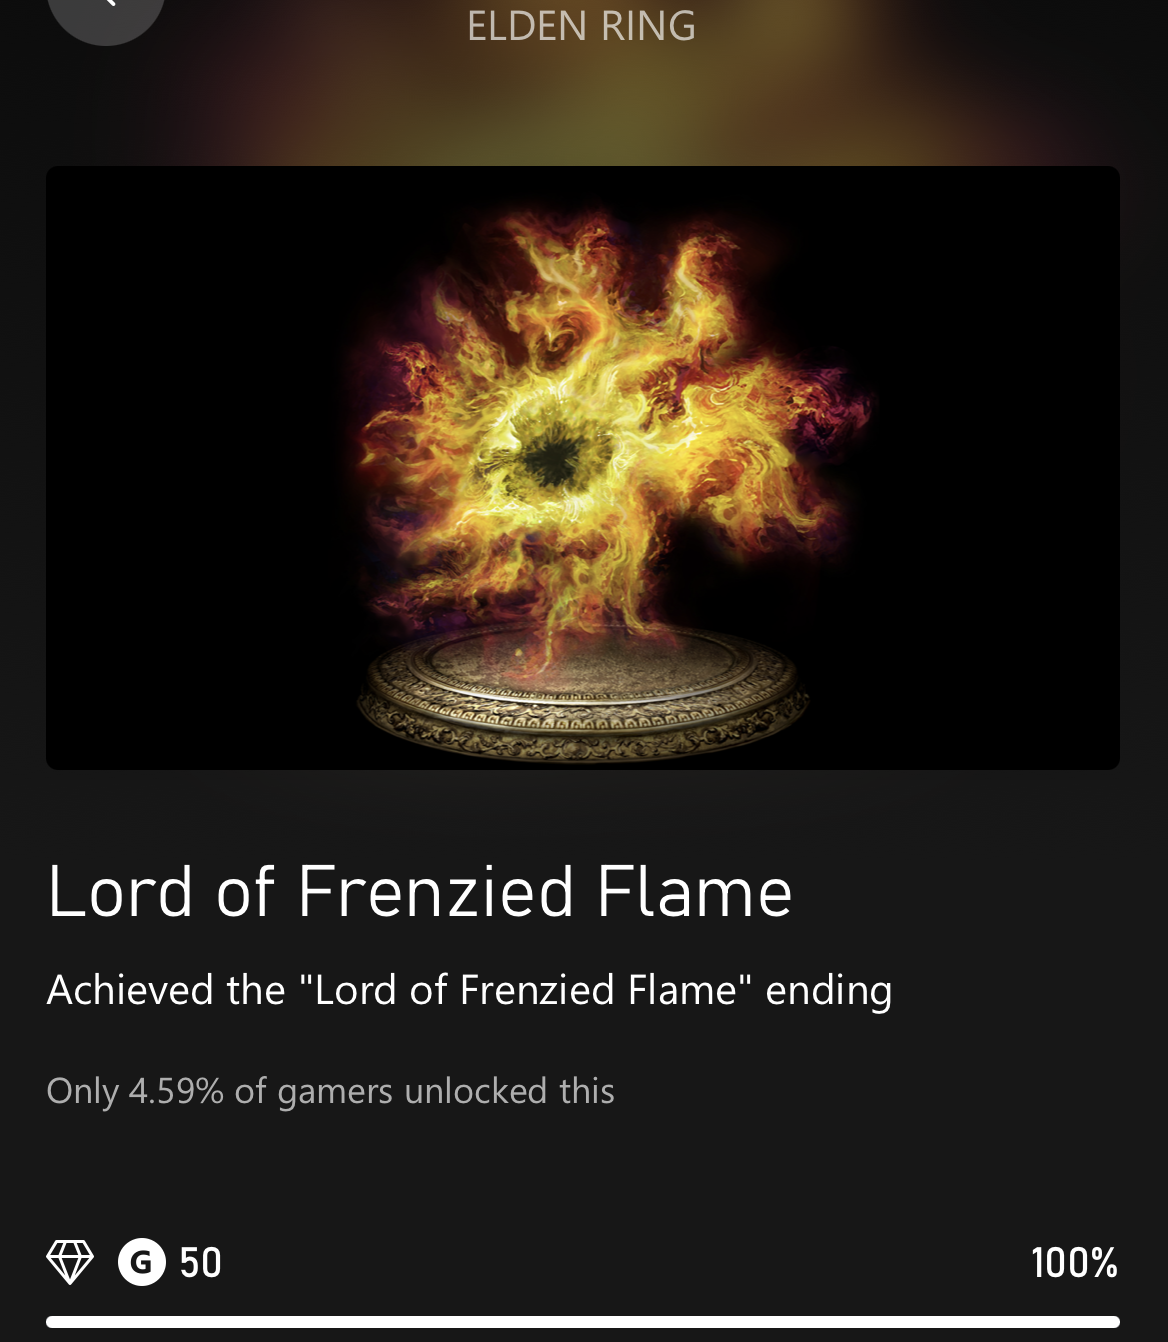 ELDEN RING
Lord of Frenzied Flame
Achieved the "Lord of Frenzied Flame" ending
Only 4.59% of gamers unlocked this
G 50 100%